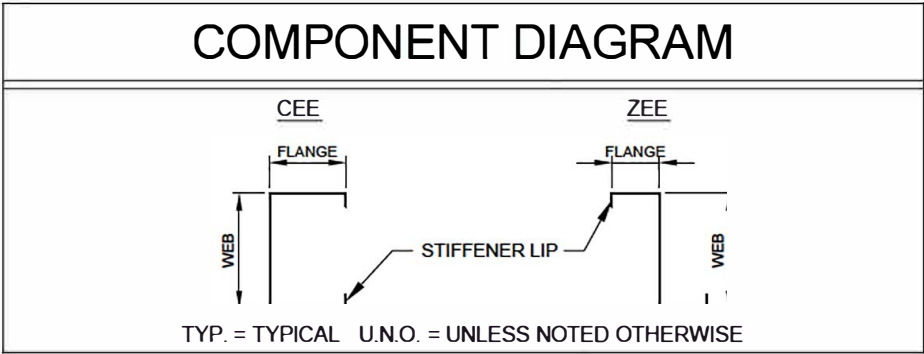 COMPONENT DIAGRAM
CEE
ZEE
FLANGE
FLANGE
WEB
STIFFENER LIP
WEB
TYP. = TYPICAL U.N.O. = UNLESS NOTED OTHERWISE